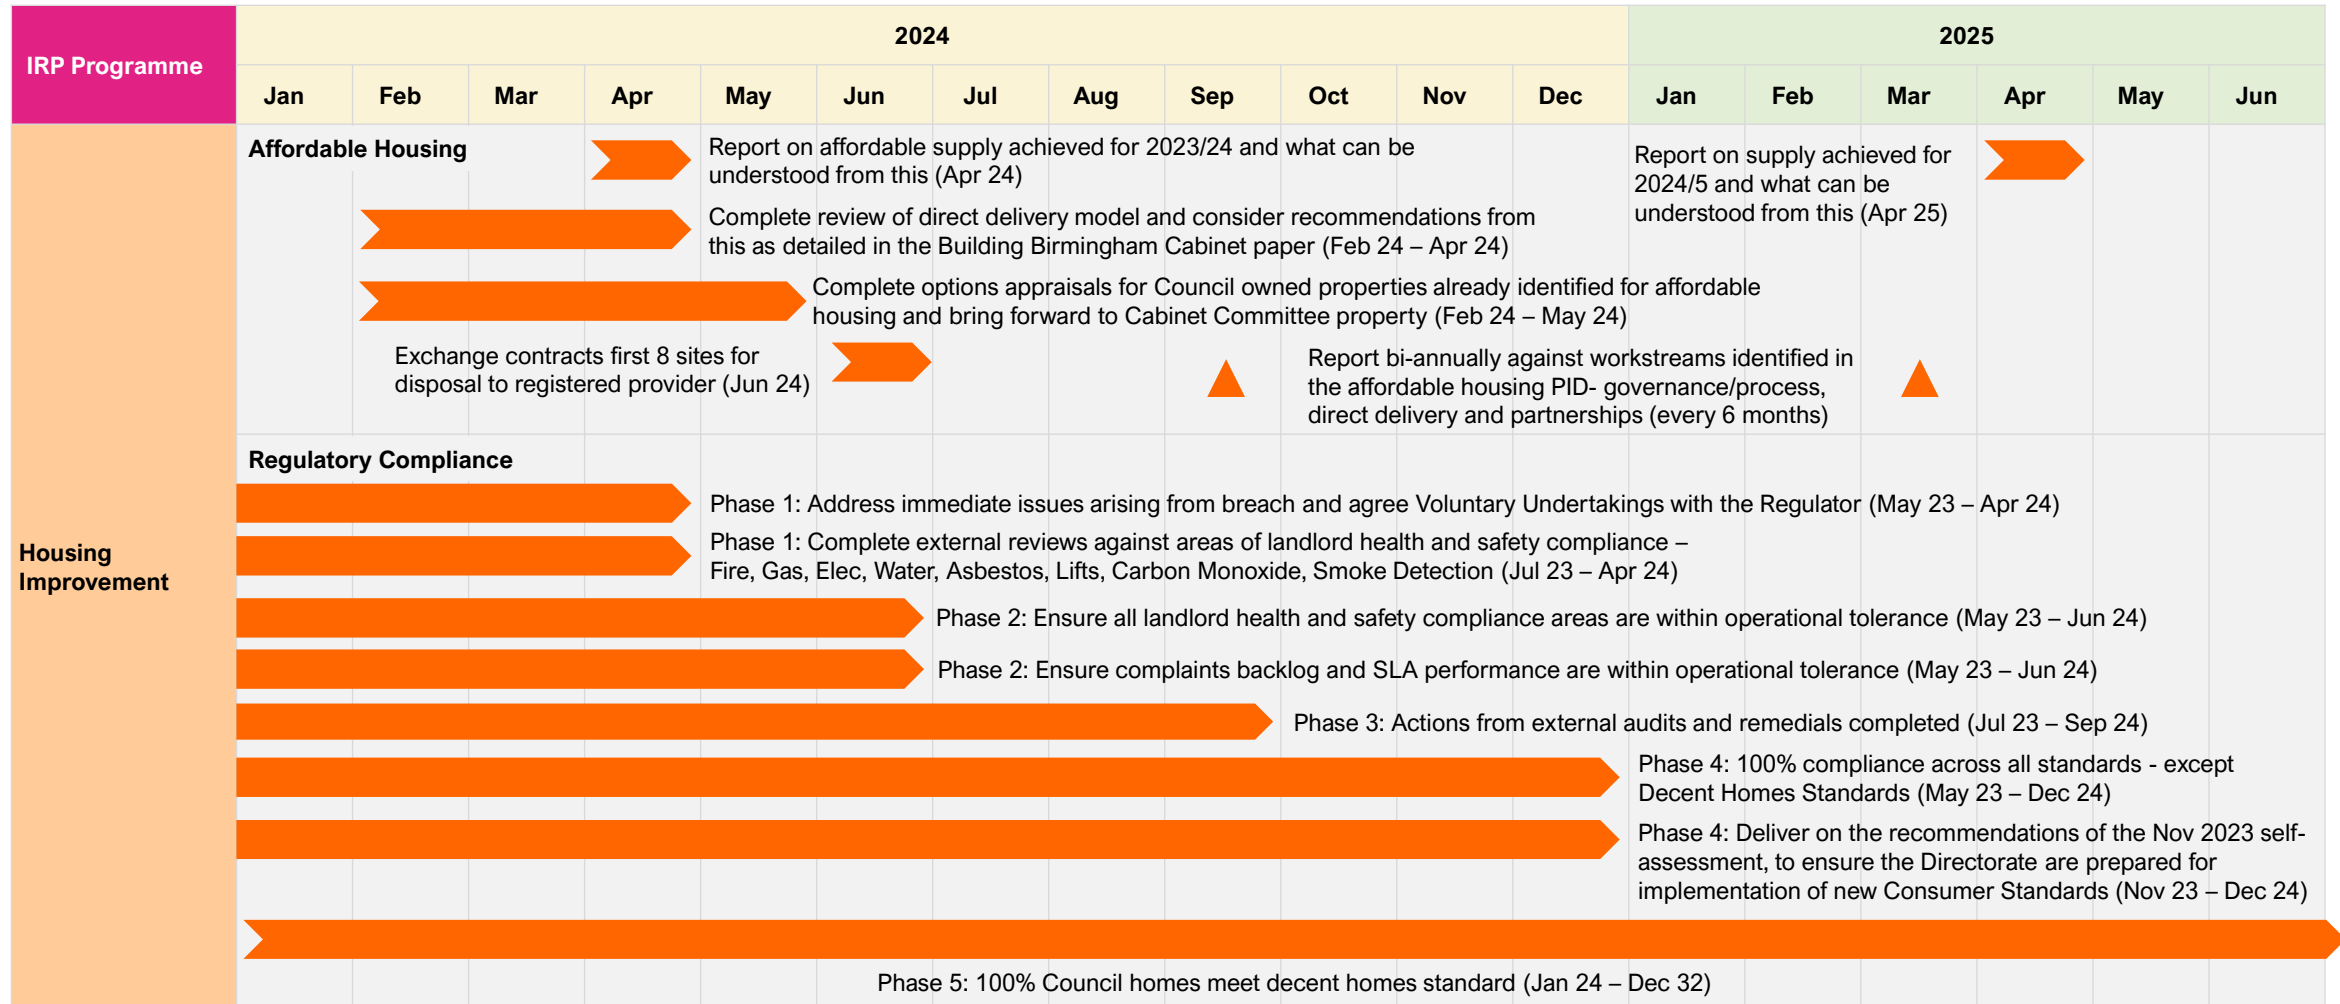 IRP Programme
2024
2025
Jan
Feb
Mar
Apr
May
Jun
Jul
Aug
Sep
Oct
Nov
Dec
Jan
Feb
Mar
Apr
May
Jun
Housing
Improvement
Affordable Housing
Report on affordable supply achieved for 2023/24 and what can be
understood from this (Apr 24)
Report on supply achieved for
2024/5 and what can be
understood from this (Apr 25)
Complete review of direct delivery model and consider recommendations from
this as detailed in the Building Birmingham Cabinet paper (Feb 24 – Apr 24)
Complete options appraisals for Council owned properties already identified for affordable
housing and bring forward to Cabinet Committee property (Feb 24 – May 24)
Exchange contracts first 8 sites for
disposal to registered provider (Jun 24)
Report bi-annually against workstreams identified in
the affordable housing PID- governance/process,
direct delivery and partnerships (every 6 months)
Regulatory Compliance
Phase 1: Address immediate issues arising from breach and agree Voluntary Undertakings with the Regulator (May 23 – Apr 24)
Phase 1: Complete external reviews against areas of landlord health and safety compliance –
Fire, Gas, Elec, Water, Asbestos, Lifts, Carbon Monoxide, Smoke Detection (Jul 23 – Apr 24)
Phase 2: Ensure all landlord health and safety compliance areas are within operational tolerance (May 23 – Jun 24)
Phase 2: Ensure complaints backlog and SLA performance are within operational tolerance (May 23 – Jun 24)
Phase 3: Actions from external audits and remedials completed (Jul 23 – Sep 24)
Phase 4: 100% compliance across all standards - except
Decent Homes Standards (May 23 – Dec 24)
Phase 4: Deliver on the recommendations of the Nov 2023 self-
assessment, to ensure the Directorate are prepared for
implementation of new Consumer Standards (Nov 23 – Dec 24)
Phase 5: 100% Council homes meet decent homes standard (Jan 24 – Dec 32)